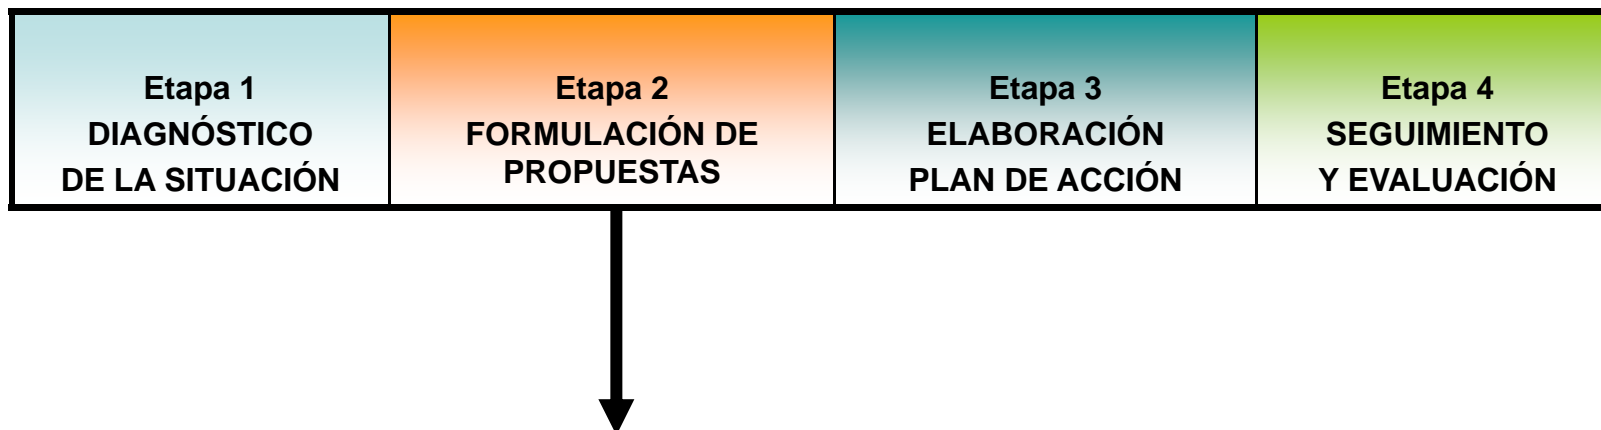 Etapa 1
DIAGNÓSTICO
DE LA SITUACIÓN
Etapa 2
FORMULACIÓN DE
PROPUESTAS
Etapa 3
ELABORACIÓN
PLAN DE ACCIÓN
Etapa 4
SEGUIMIENTO
Y EVALUACIÓN